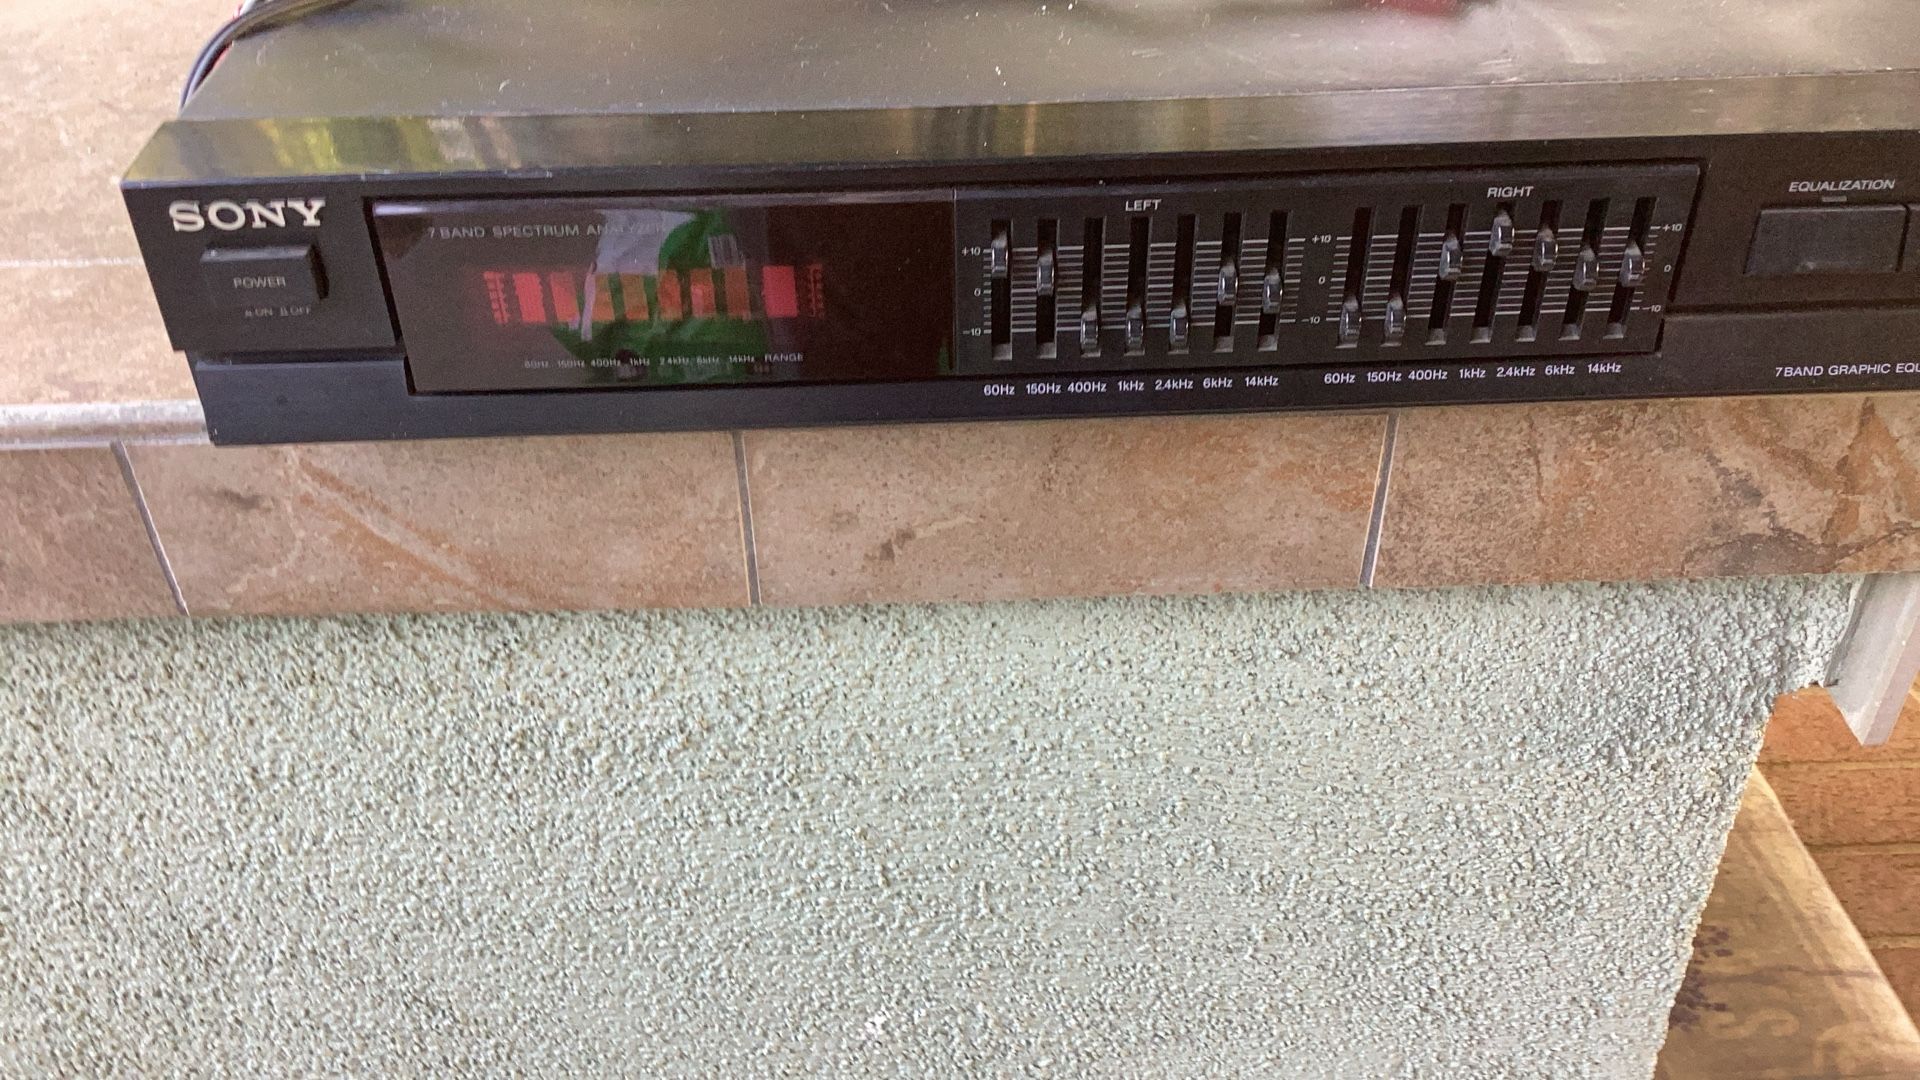 SONY
POWER
ON OFF
7 BAND SPECTRUM ANALYZER
60Hz 150Hz 400Hz 1kHz 2.4kHz 6kHz 14kHz RANGE
LEFT
+10
0
-10
60Hz 150Hz 400Hz 1kHz 2.4kHz 6kHz 14kHz
+10
0
-10
RIGHT
+10
0
-10
60Hz 150Hz 400Hz 1kHz 2.4kHz 6kHz 14kHz
EQUALIZATION
7 BAND GRAPHIC EQU